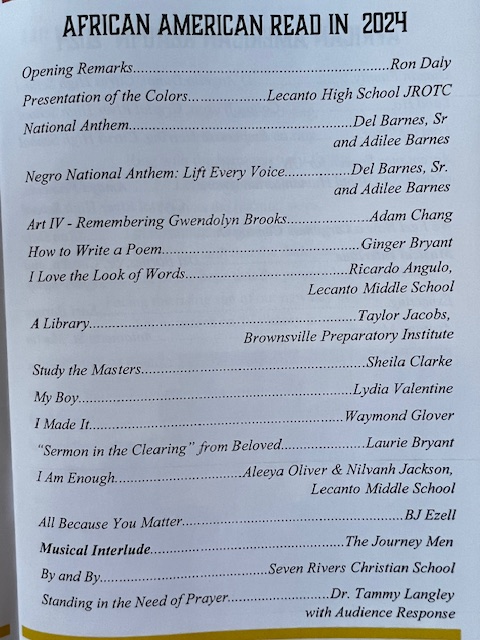 AFRICAN AMERICAN READ IN 2024
Opening Remarks..........Ron Daly
Presentation of the Colors..........Lecanto High School JROTC
National Anthem..........Del Barnes, Sr
and Adilee Barnes
Negro National Anthem: Lift Every Voice..........Del Barnes, Sr.
and Adilee Barnes
Art IV - Remembering Gwendolyn Brooks..........Adam Chang
How to Write a Poem..........Ginger Bryant
I Love the Look of Words..........Ricardo Angulo,
Lecanto Middle School
A Library..........Taylor Jacobs,
Brownsville Preparatory Institute
Study the Masters..........Sheila Clarke
My Boy..........Lydia Valentine
I Made It..........Waymond Glover
“Sermon in the Clearing” from Beloved..........Laurie Bryant
I Am Enough..........Aleeya Oliver & Nilvanh Jackson,
Lecanto Middle School
All Because You Matter..........BJ Ezell
Musical Interlude..........The Journey Men
By and By..........Seven Rivers Christian School
Standing in the Need of Prayer..........Dr. Tammy Langley
with Audience Response